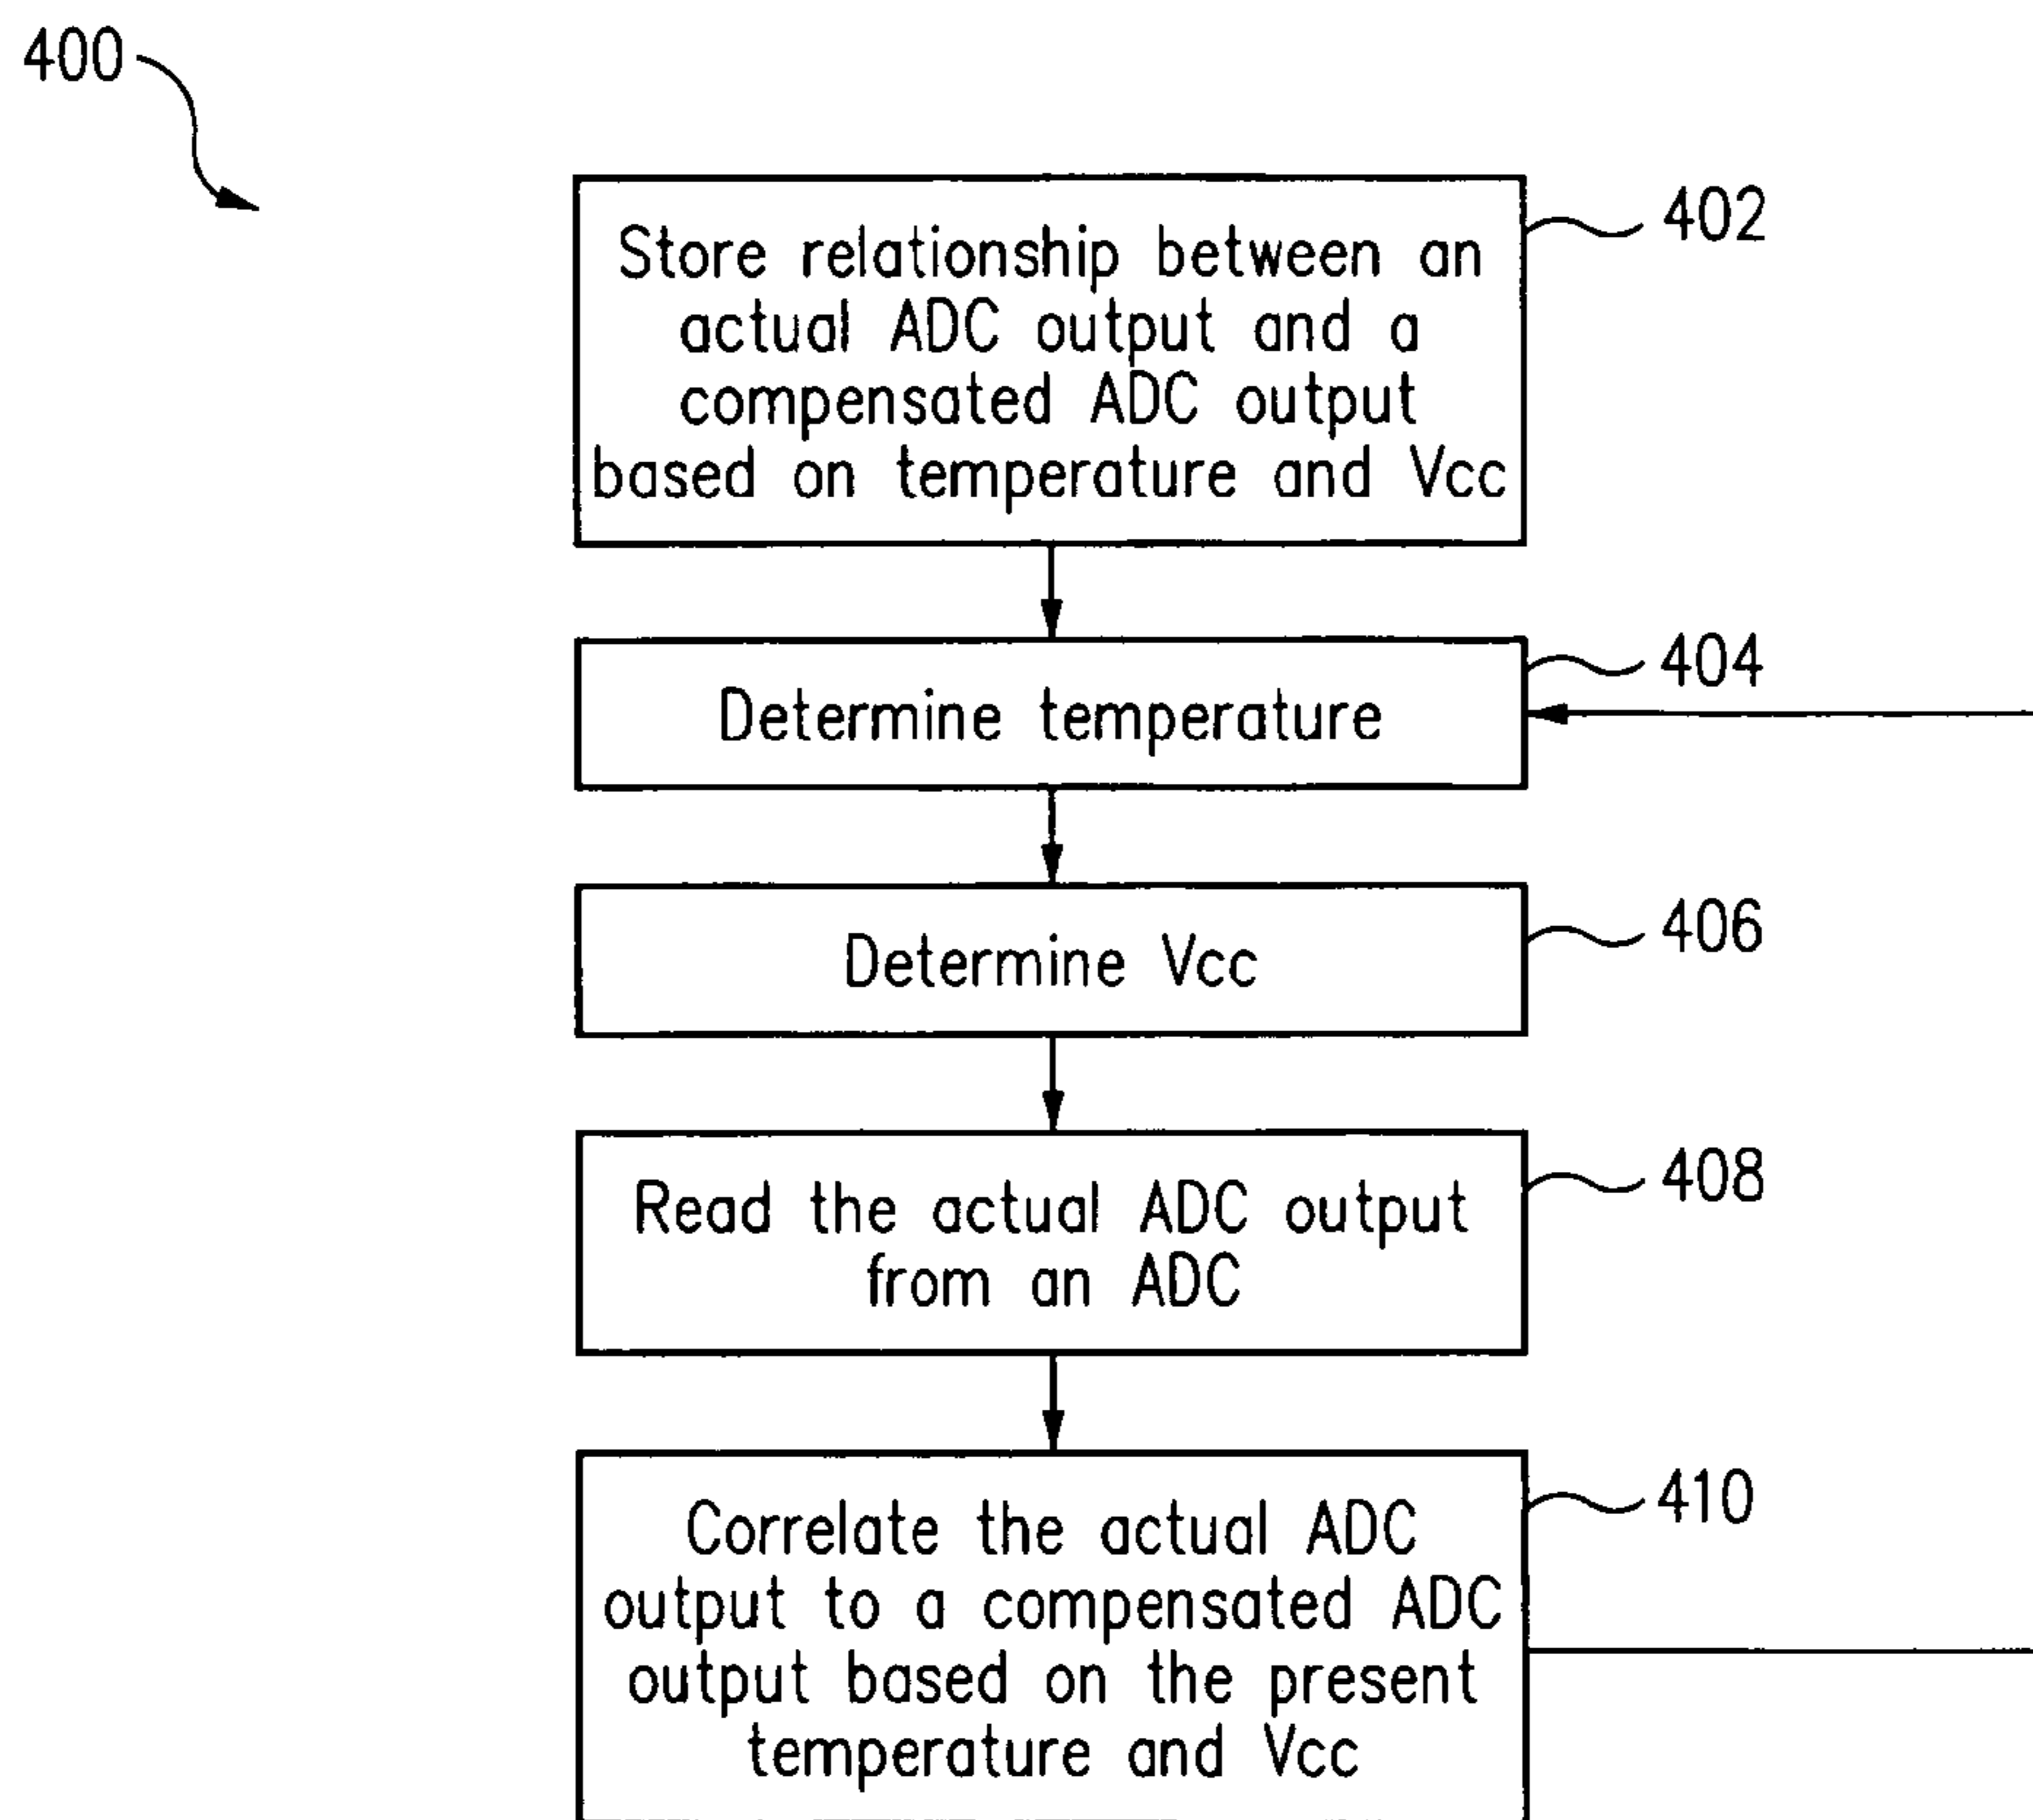 400
402
Store relationship between an
actual ADC output and a
compensated ADC output
based on temperature and Vcc
404
Determine temperature
406
Determine Vcc
408
Read the actual ADC output
from an ADC
410
Correlate the actual ADC
output to a compensated ADC
output based on the present
temperature and Vcc